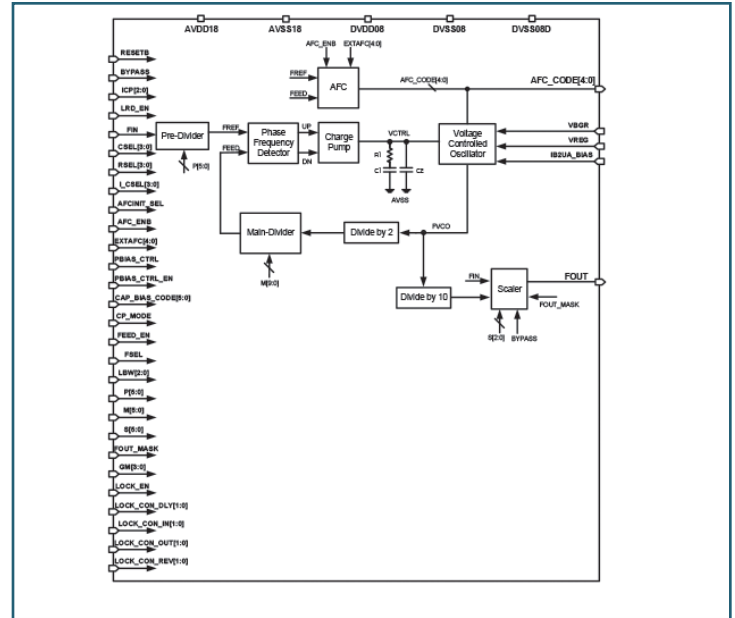 AVDD18 AVSS18 DVDD08 DVSS08 DVSS08D
RESETB
BYPASS
ICP[2:0]
LRD_EN
FIN
CSEL[3:0]
RSEL[3:0]
I_CSEL[3:0]
AFCINIT_SEL
AFC_ENB
EXTAFC[4:0]
PBIAS_CTRL
PBIAS_CTRL_EN
CAP_BIAS_CODE[5:0]
CP_MODE
FEED_EN
FSEL
LBW[2:0]
P[5:0]
M[5:0]
S[5:0]
FOUT_MASK
GM[3:0]
LOCK_EN
LOCK_CON_DLY[1:0]
LOCK_CON_IN[1:0]
LOCK_CON_OUT[1:0]
LOCK_CON_REV[1:0]
AFC_ENB EXTAFC[4:0]
FREF
FEED
AFC
AFC_CODE[4:0]
AFC_CODE[4:0]
Pre-Divider
P[5:0]
FREF
FEED
Phase
Frequency
Detector
UP
DN
Charge
Pump
VCTRL
R1
C1 C2
AVSS
Voltage
Controlled
Oscillator
VBGR
VREG
IB2UA_BIAS
Main-Divider
M[9:0]
Divide by 2
FVCO
Divide by 10
FIN
Scaler
FOUT
FOUT_MASK
S[2:0] BYPASS